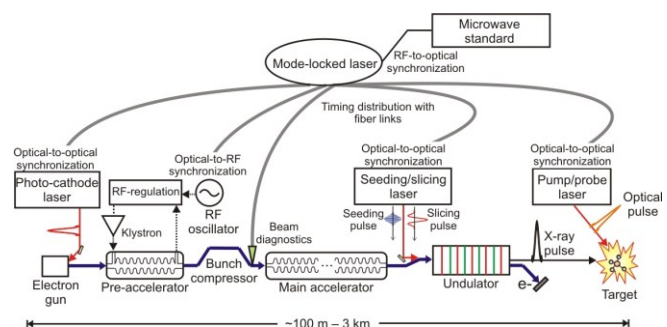 Microwave
standard
Mode-locked laser
RF-to-optical
synchronization
Timing distribution with
fiber links
Optical-to-optical
synchronization
Photo-cathode
laser
Optical-to-RF
synchronization
RF-regulation
RF
oscillator
Klystron
Beam
diagnostics
Optical-to-optical
synchronization
Seeding/slicing
laser
Seeding
pulse
Slicing
pulse
Optical-to-optical
synchronization
Pump/probe
laser
Optical
pulse
X-ray
pulse
Electron
gun
Pre-accelerator
Bunch
compressor
Main accelerator
Undulator
e-
Target
~100 m – 3 km